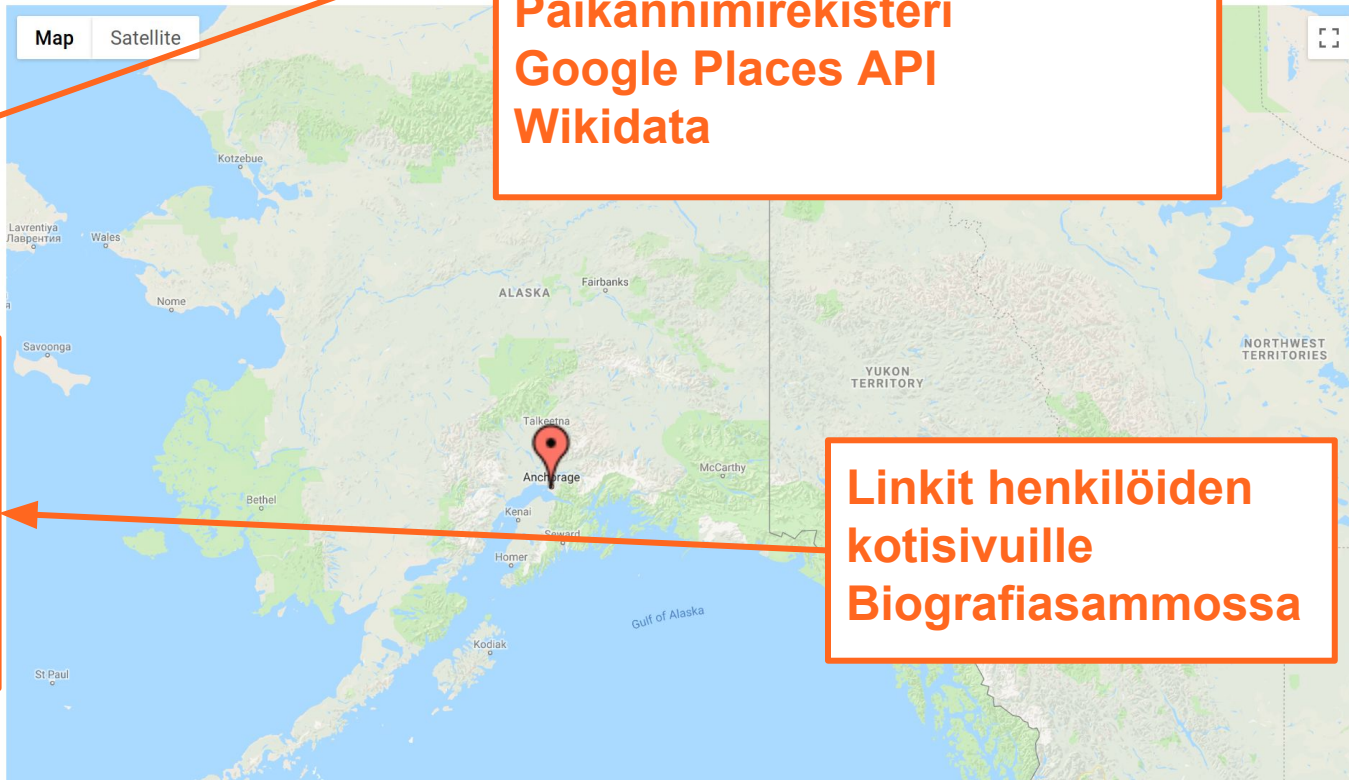 Paikannimirekisteri
Google Places API
Wikidata
Map
Satellite
Kotzebue
Lavrentiya
Лаврентия
Wales
Fairbanks
ALASKA
Nome
Savoonga
NORTHWEST
TERRITORIES
YUKON
TERRITORY
Talkeetna
McCarthy
Anchorage
Bethel
Kenai
Seward
Homer
Linkit henkilöiden
kotisivuille
Biografiasammossa
Gulf of Alaska
Kodiak
St Paul